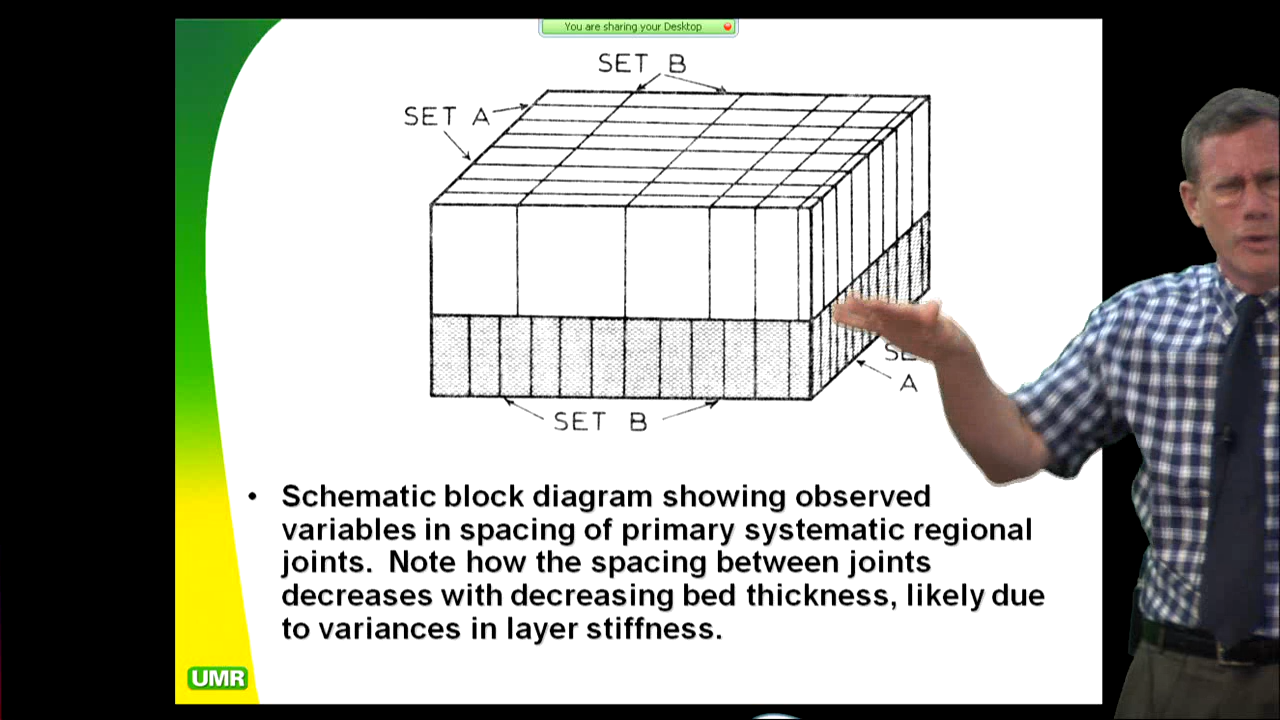 You are sharing your Desktop
SET B
SET A
A
SET B
• Schematic block diagram showing observed
variables in spacing of primary systematic regional
joints. Note how the spacing between joints
decreases with decreasing bed thickness, likely due
to variances in layer stiffness.
UMR